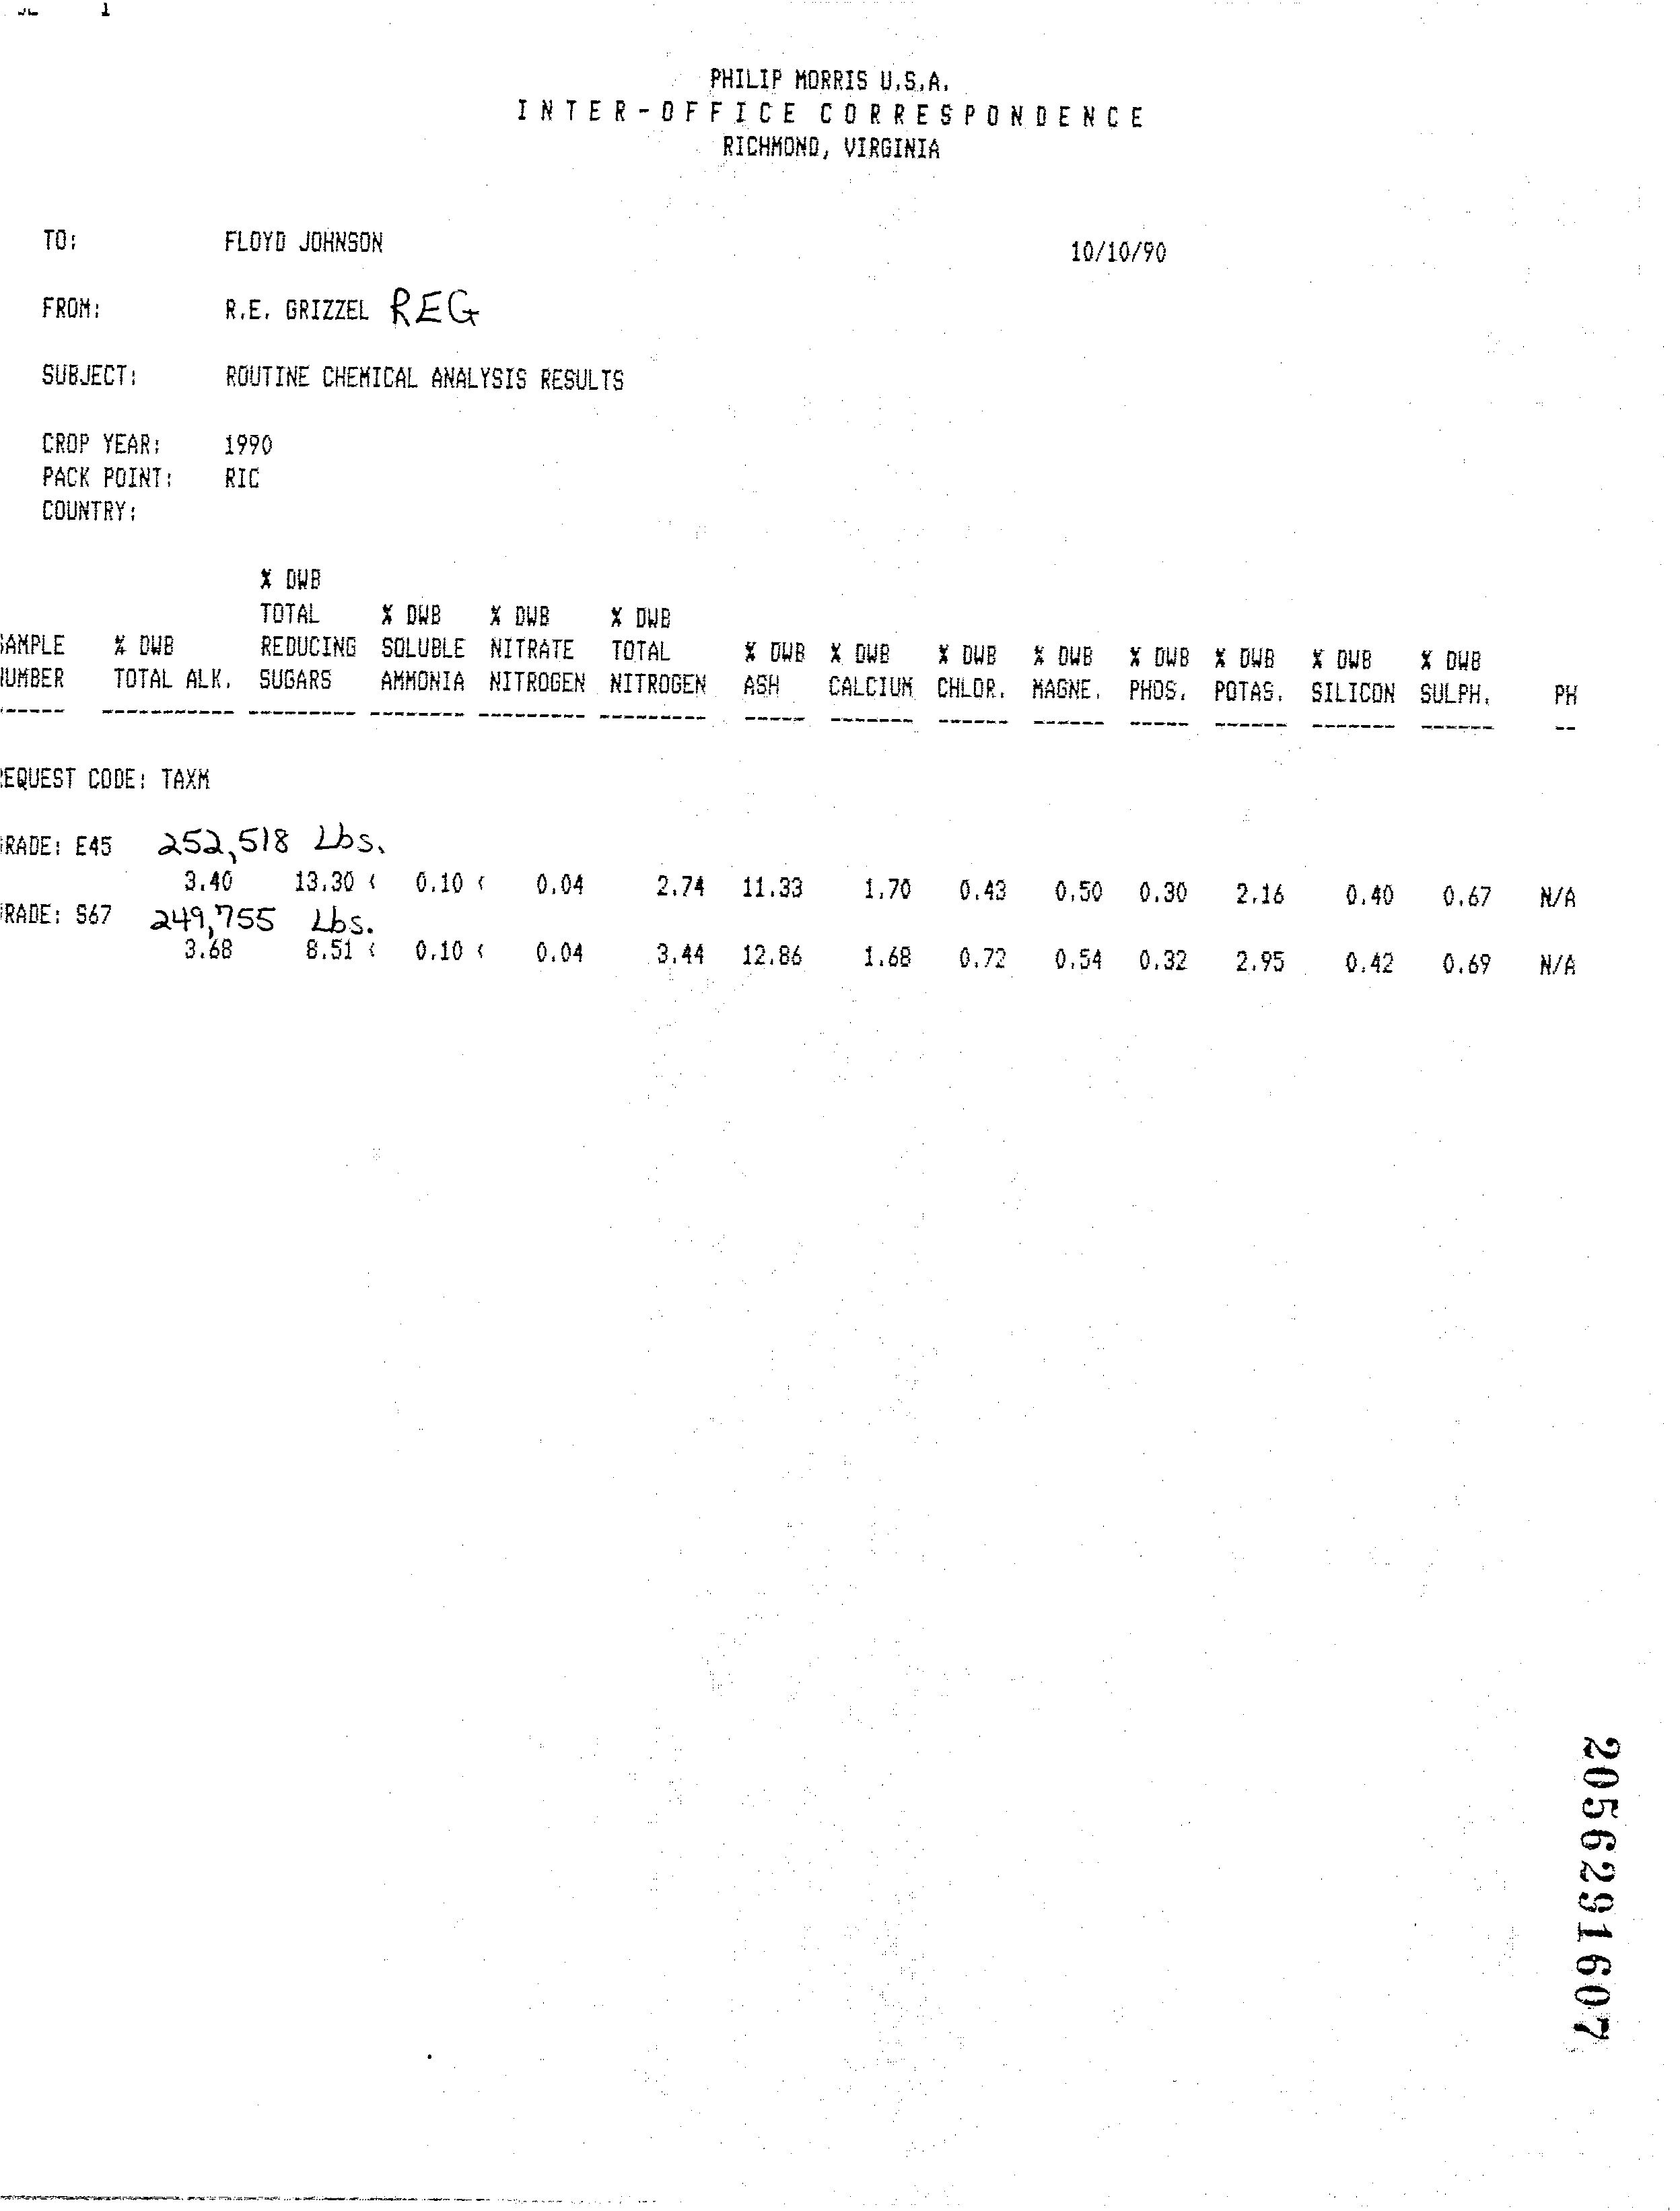 1
PHILIP MORRIS U.S.A.
INTER-OFFICE CORRESPONDENCE
RICHMOND, VIRGINIA
TO: FLOYD JOHNSON 10/10/90
FROM: R.E. GRIZZEL REG
SUBJECT: ROUTINE CHEMICAL ANALYSIS RESULTS
CROP YEAR: 1990
PACK POINT: RIC
COUNTRY:
% DWB
TOTAL % DWB % DWB % DWB
AMPLE % DWB REDUCING SOLUBLE NITRATE TOTAL % DWB % DWB % DWB % DWB % DWB % DWB % DWB % DWB
UMBER TOTAL ALK. SUGARS AMMONIA NITROGEN NITROGEN ASH CALCIUM CHLOR. MAGNE. PHOS. POTAS. SILICON SULPH. PH
------ ----------- --------- -------- --------- --------- ----- ------- ------ ------ ----- ------ ------- ------ --
EQUEST CODE: TAXM
RADE: E45 252,518 Lbs.
3.40 13.30 < 0.10 < 0.04 2.74 11.33 1.70 0.43 0.50 0.30 2.16 0.40 0.67 N/A
RADE: S67 249,755 Lbs.
3.68 8.51 < 0.10 < 0.04 3.44 12.86 1.68 0.72 0.54 0.32 2.95 0.42 0.69 N/A
2056291607